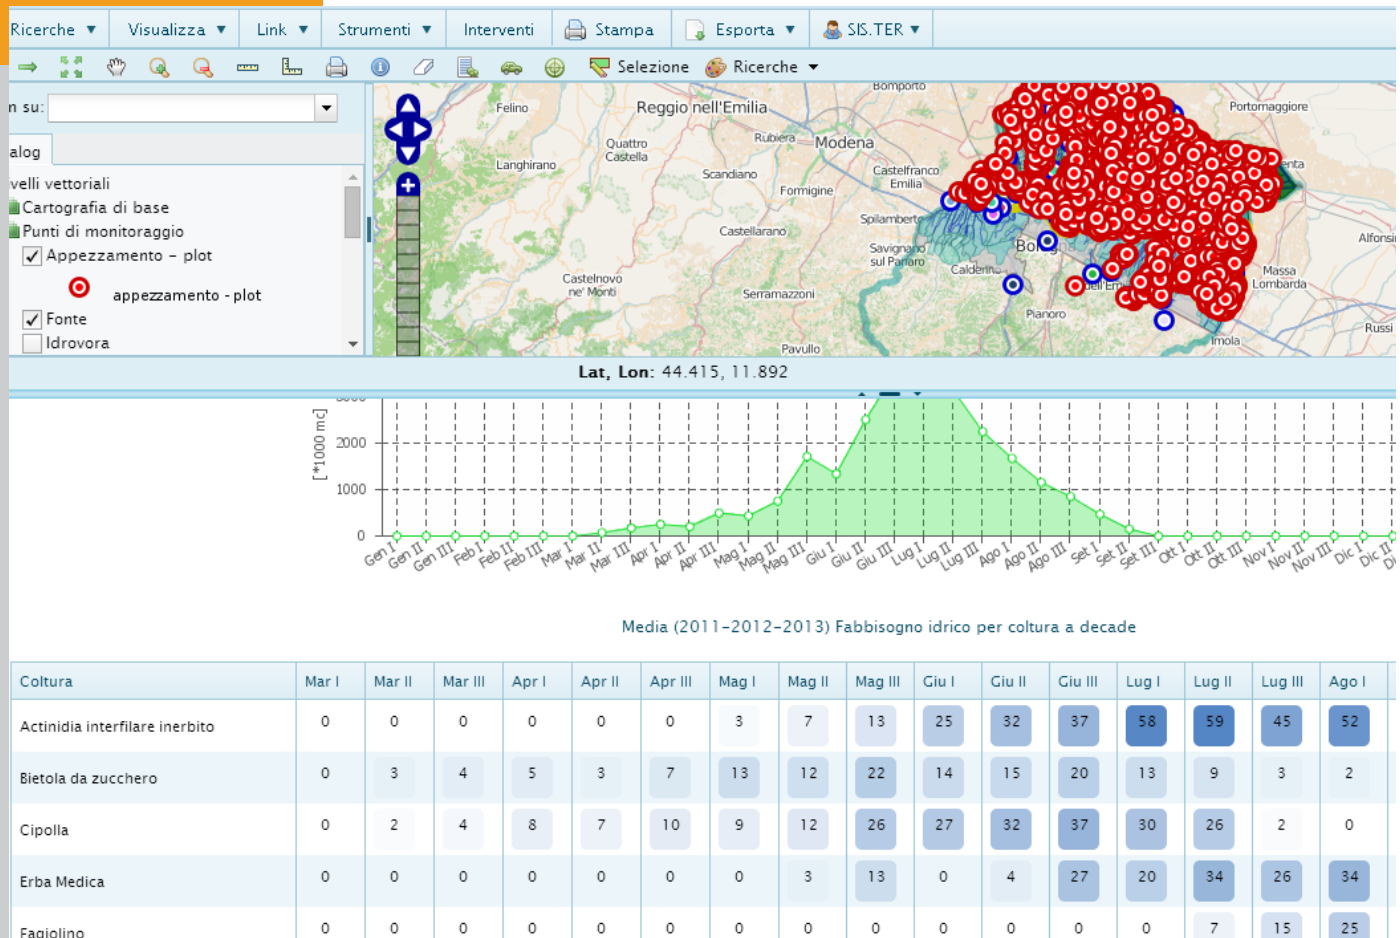 Ricerche Visualizza Link Strumenti Interventi Stampa Esporta SIS.TER
Selezione Ricerche
su:
alog
velli vettoriali
Cartografia di base
Punti di monitoraggio
Appezzamento - plot
appezzamento - plot
Fonte
Idrovora
Felino
Reggio nell'Emilia
Bomporto
Portomaggiore
Rubiera
Modena
Quattro
Castella
Langhirano
Scandiano
Castelfranco
Emilia
Formigine
Spilamberto
Castellarano
Savignano
sul Panaro
Alfonsi
Castelnovo
ne' Monti
Serramazzoni
Massa
Lombarda
Pianoro
Russi
Imola
Pavullo
Lat, Lon: 44.415, 11.892
[*1000 mc]
2000
1000
0
Gen I Gen II Gen III Feb I Feb II Feb III Mar I Mar II Mar III Apr I Apr II Apr III Mag I Mag II Mag III Giu I Giu II Giu III Lug I Lug II Lug III Ago I Ago II Ago III Set I Set II Set III Ott I Ott II Ott III Nov I Nov II Nov III Dic I Dic II
Media (2011-2012-2013) Fabbisogno idrico per coltura a decade
Coltura Mar I Mar II Mar III Apr I Apr II Apr III Mag I Mag II Mag III Giu I Giu II Giu III Lug I Lug II Lug III Ago I
Actinidia interfilare inerbito 0 0 0 0 0 0 3 7 13 25 32 37 58 59 45 52
Bietola da zucchero 0 3 4 5 3 7 13 12 22 14 15 20 13 9 3 2
Cipolla 0 2 4 8 7 10 9 12 26 27 32 37 30 26 2 0
Erba Medica 0 0 0 0 0 0 0 3 13 0 4 27 20 34 26 34
Fagiolino 0 0 0 0 0 0 0 0 0 0 0 0 0 7 15 25